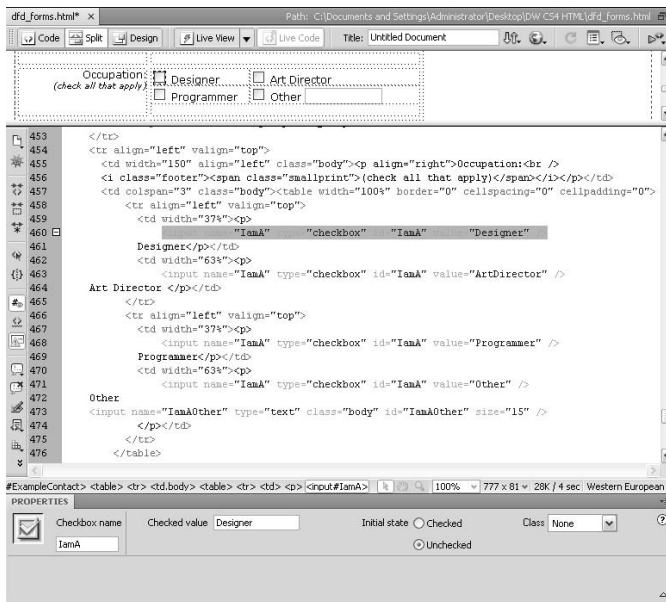 dfd_forms.html* ×
Path: C:\Documents and Settings\Administrator\Desktop\DW CS4 HTML\dfd_forms.html
Code Split Design Live View Live Code Title: Untitled Document
Occupation: Designer Art Director
(check all that apply) Programmer Other
453 </tr>
454 <tr align="left" valign="top">
455 <td width="150" align="left" class="body"><p align="right">Occupation:<br />
456 <i class="footer"><span class="smallprint">(check all that apply)</span></i></p></td>
457 <td colspan="3" class="body"><table width="100%" border="0" cellspacing="0" cellpadding="0">
458 <tr align="left" valign="top">
459 <td width="37%"><p>
460 <input name="IamA" type="checkbox" id="IamA" value="Designer" />
461 Designer</p></td>
462 <td width="63%"><p>
463 <input name="IamA" type="checkbox" id="IamA" value="ArtDirector" />
464 Art Director </p></td>
465 </tr>
466 <tr align="left" valign="top">
467 <td width="37%"><p>
468 <input name="IamA" type="checkbox" id="IamA" value="Programmer" />
469 Programmer</p></td>
470 <td width="63%"><p>
471 <input name="IamA" type="checkbox" id="IamA" value="Other" />
472 Other
473 <input name="IamAOther" type="text" class="body" id="IamAOther" size="15" />
474 </p></td>
475 </tr>
476 </table>
#ExampleContact> <table> <tr> <td.body> <table> <tr> <td> <p> <input#IamA> 100% 777 x 81 28K / 4 sec Western European
PROPERTIES
Checkbox name Checked value Designer Initial state Checked Class None
IamA Unchecked